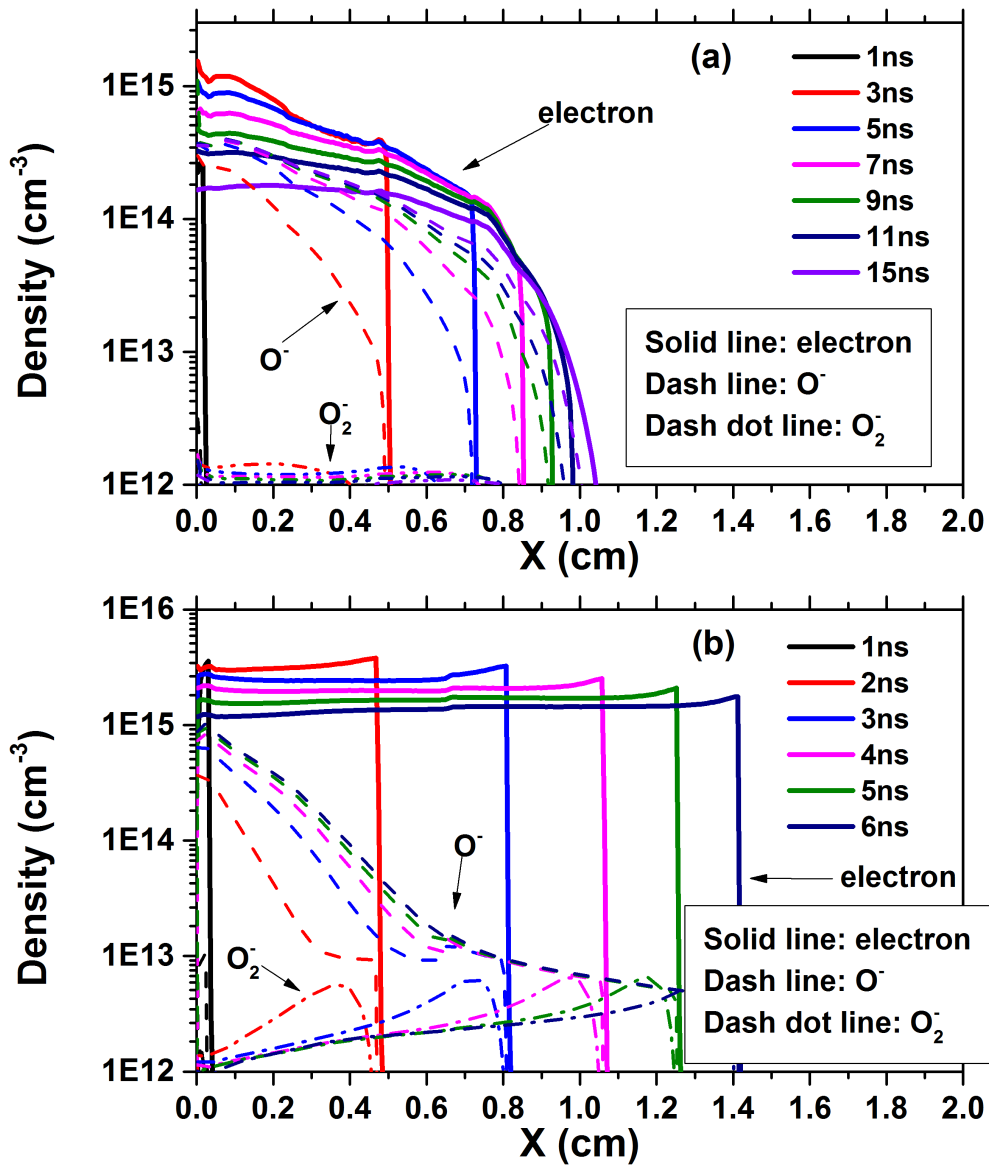 (a)
1ns
3ns
5ns
7ns
9ns
11ns
15ns
electron
O⁻
O₂⁻
Solid line: electron
Dash line: O⁻
Dash dot line: O₂⁻
1E15
1E14
1E13
1E12
Density (cm⁻³)
0.0 0.2 0.4 0.6 0.8 1.0 1.2 1.4 1.6 1.8 2.0
X (cm)
(b)
1ns
2ns
3ns
4ns
5ns
6ns
O⁻
electron
O₂⁻
Solid line: electron
Dash line: O⁻
Dash dot line: O₂⁻
1E16
1E15
1E14
1E13
1E12
Density (cm⁻³)
0.0 0.2 0.4 0.6 0.8 1.0 1.2 1.4 1.6 1.8 2.0
X (cm)